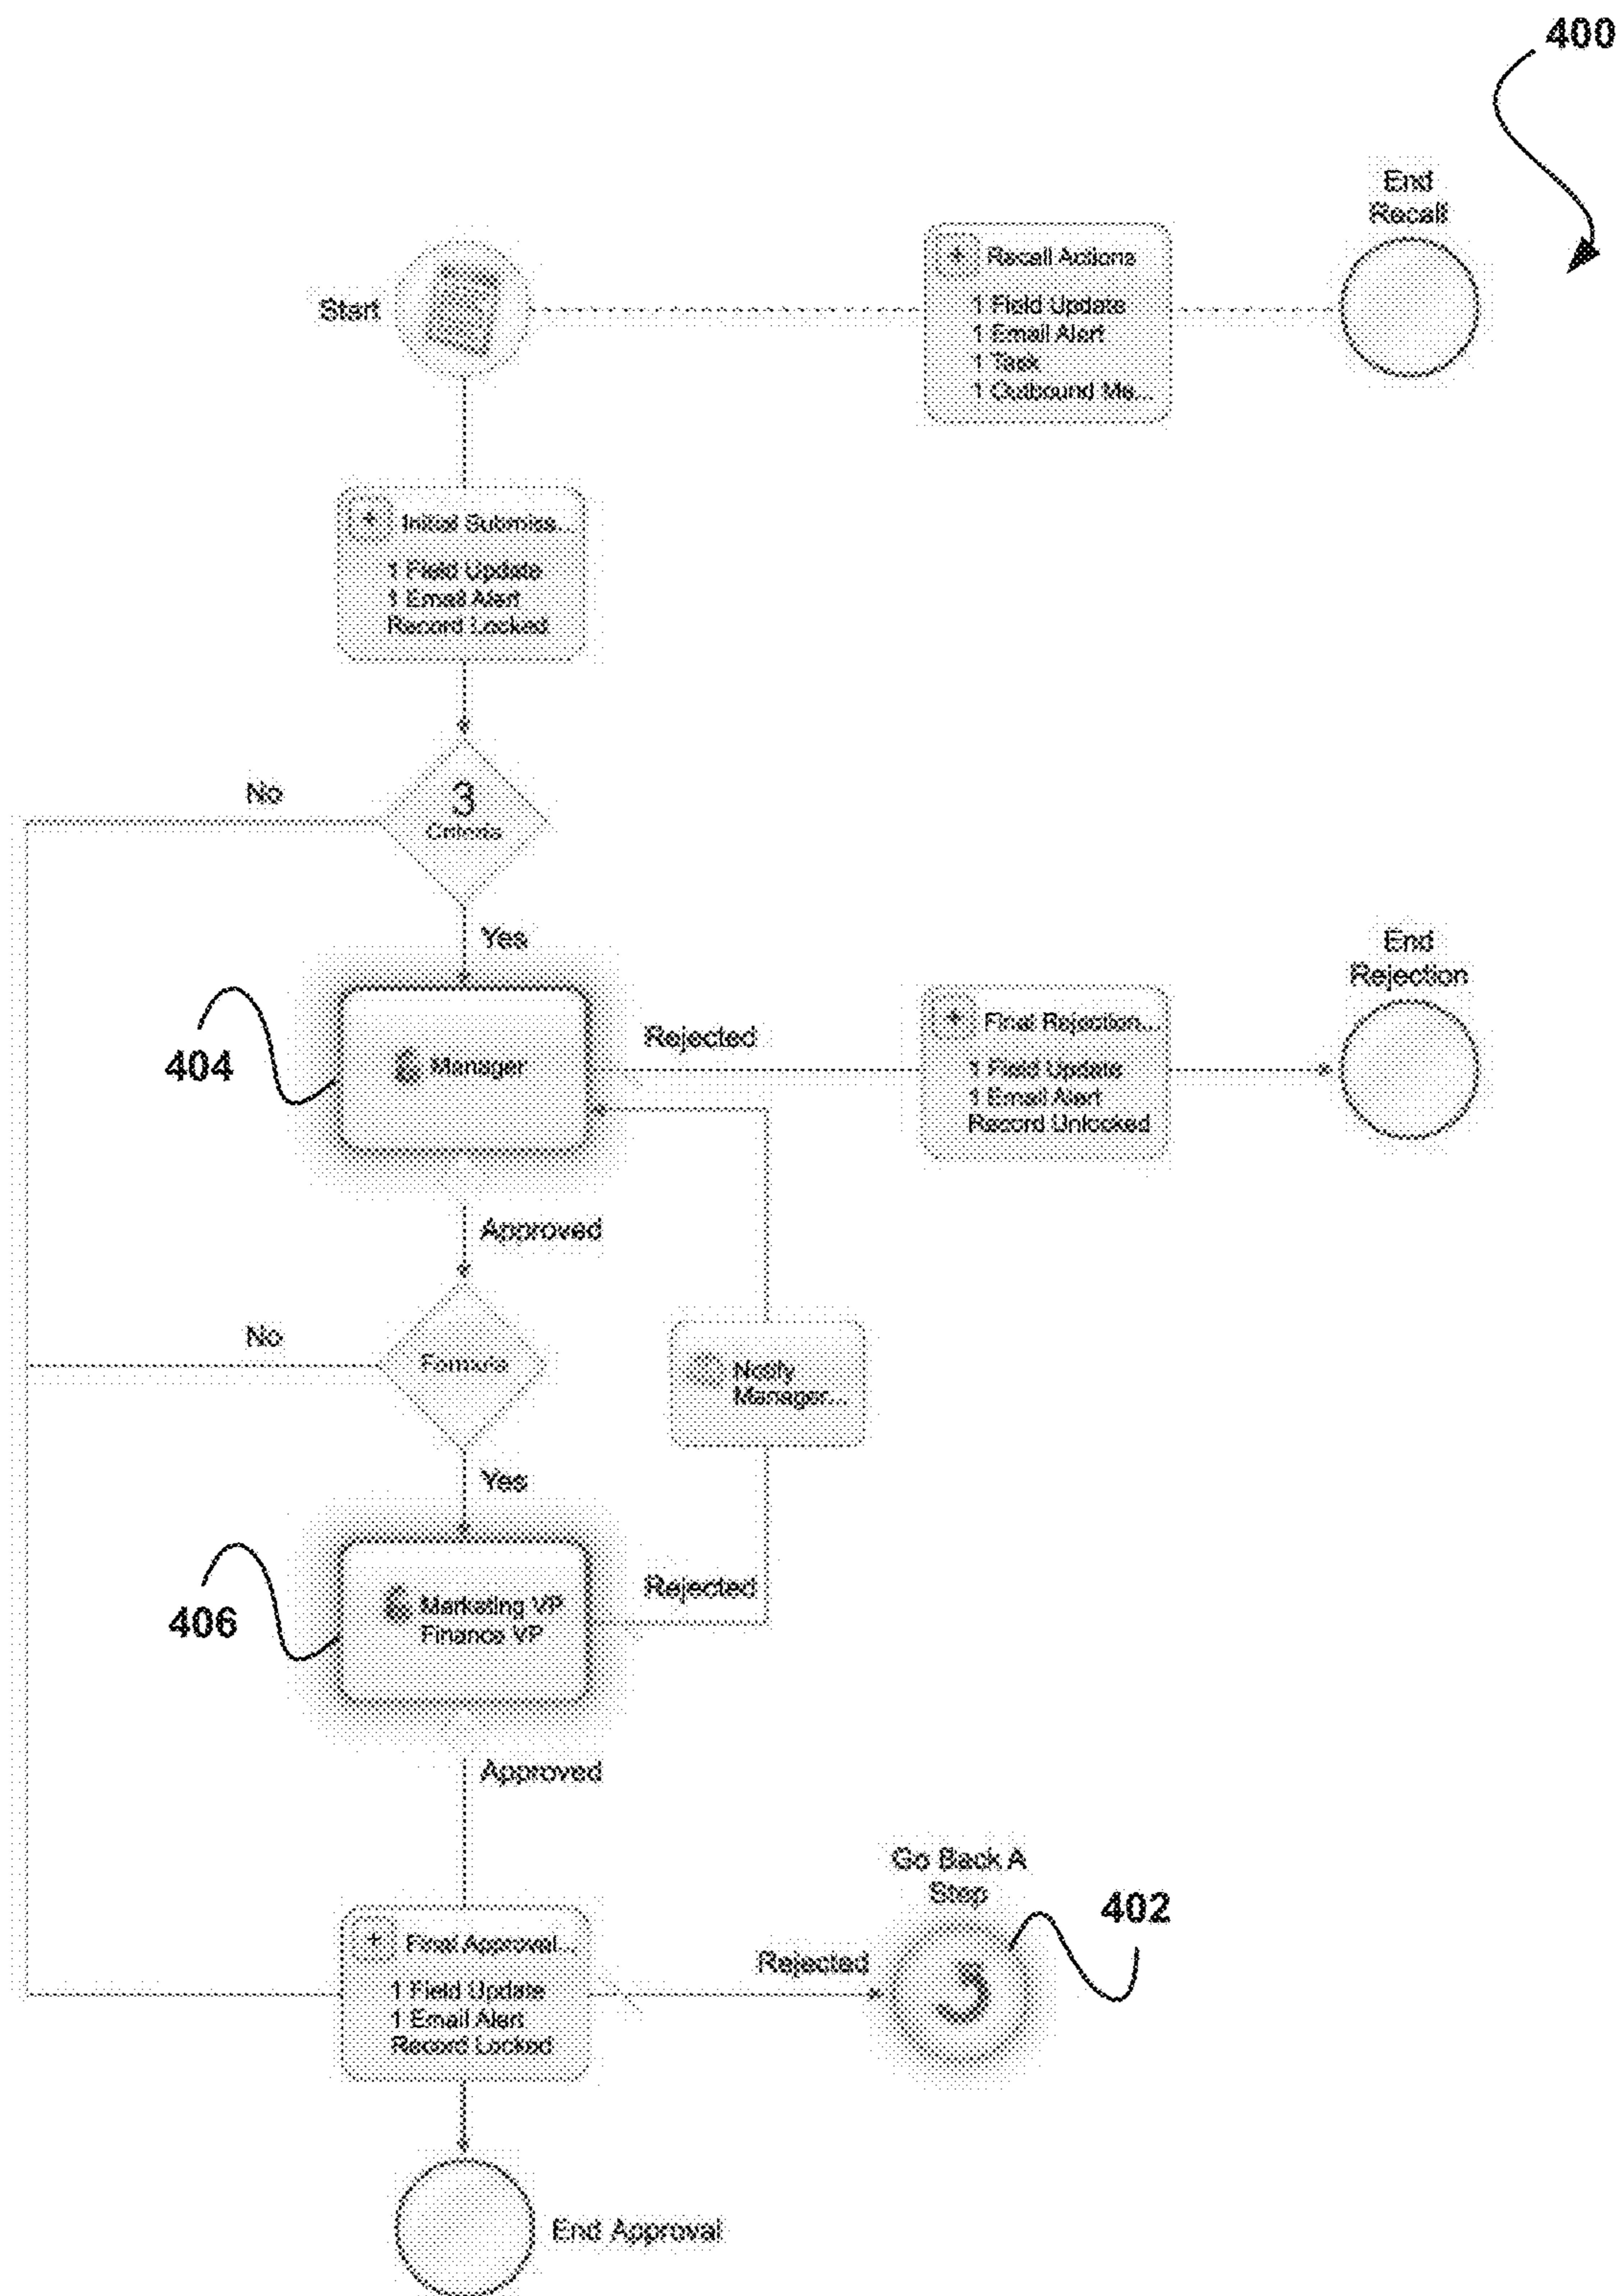 400
End
Recall
Start
+ Recall Actions
1 Field Update
1 Email Alert
1 Task
1 Outbound Me...
+ Initial Submiss...
1 Field Update
1 Email Alert
Record Locked
No
3
Criteria
Yes
End
Rejection
404
Manager
Rejected
+ Final Rejection...
1 Field Update
1 Email Alert
Record Unlocked
Approved
No
Formula
Notify
Manager...
Yes
406
Marketing VP
Finance VP
Rejected
Approved
Go Back A
Step
402
+ Final Approval...
1 Field Update
1 Email Alert
Record Locked
Rejected
End Approval